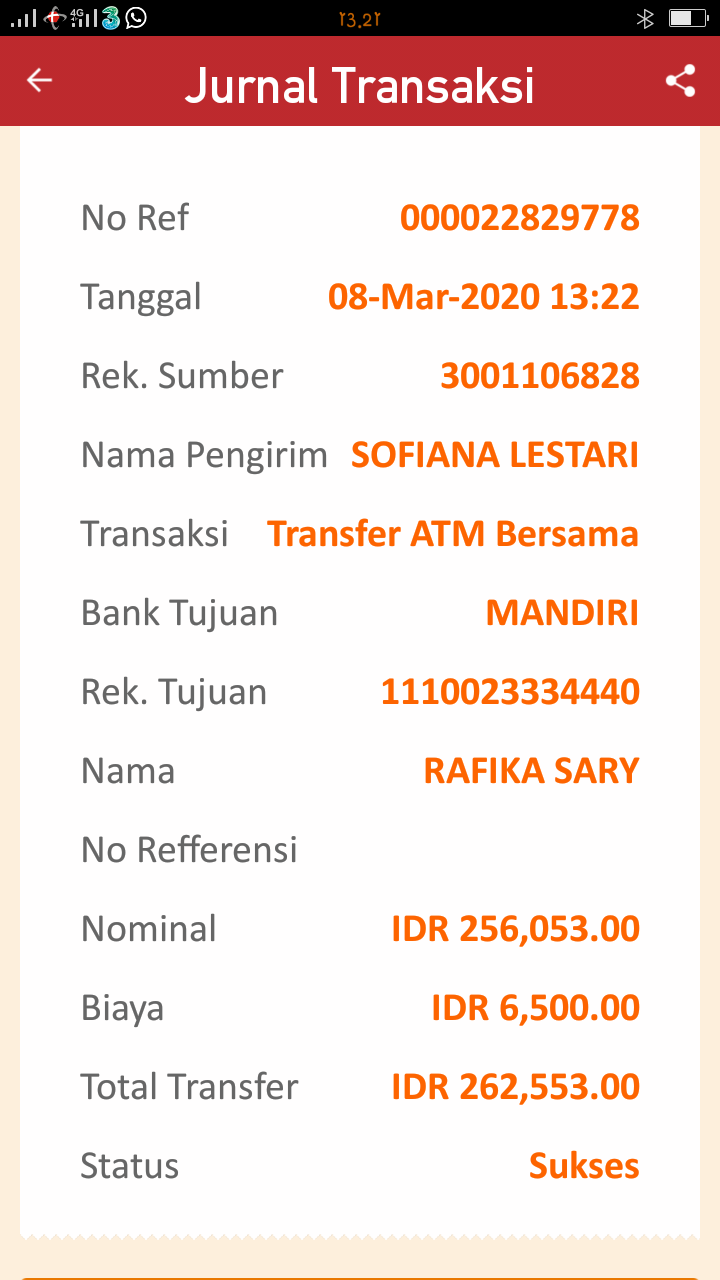 4G
3
23.21
Jurnal Transaksi
No Ref 000022829778
Tanggal 08-Mar-2020 13:22
Rek. Sumber 3001106828
Nama Pengirim SOFIANA LESTARI
Transaksi Transfer ATM Bersama
Bank Tujuan MANDIRI
Rek. Tujuan 1110023334440
Nama RAFIKA SARY
No Refferensi
Nominal IDR 256,053.00
Biaya IDR 6,500.00
Total Transfer IDR 262,553.00
Status Sukses